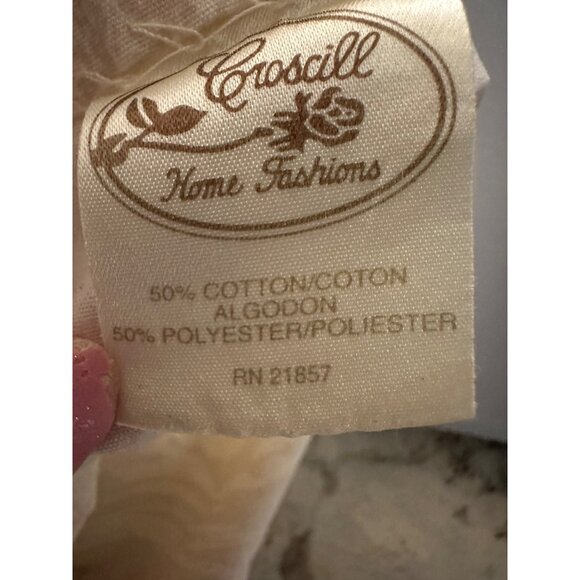 Croscill
Home Fashions
50% COTTON/COTON
ALGODON
50% POLYESTER/POLIESTER
RN 21857